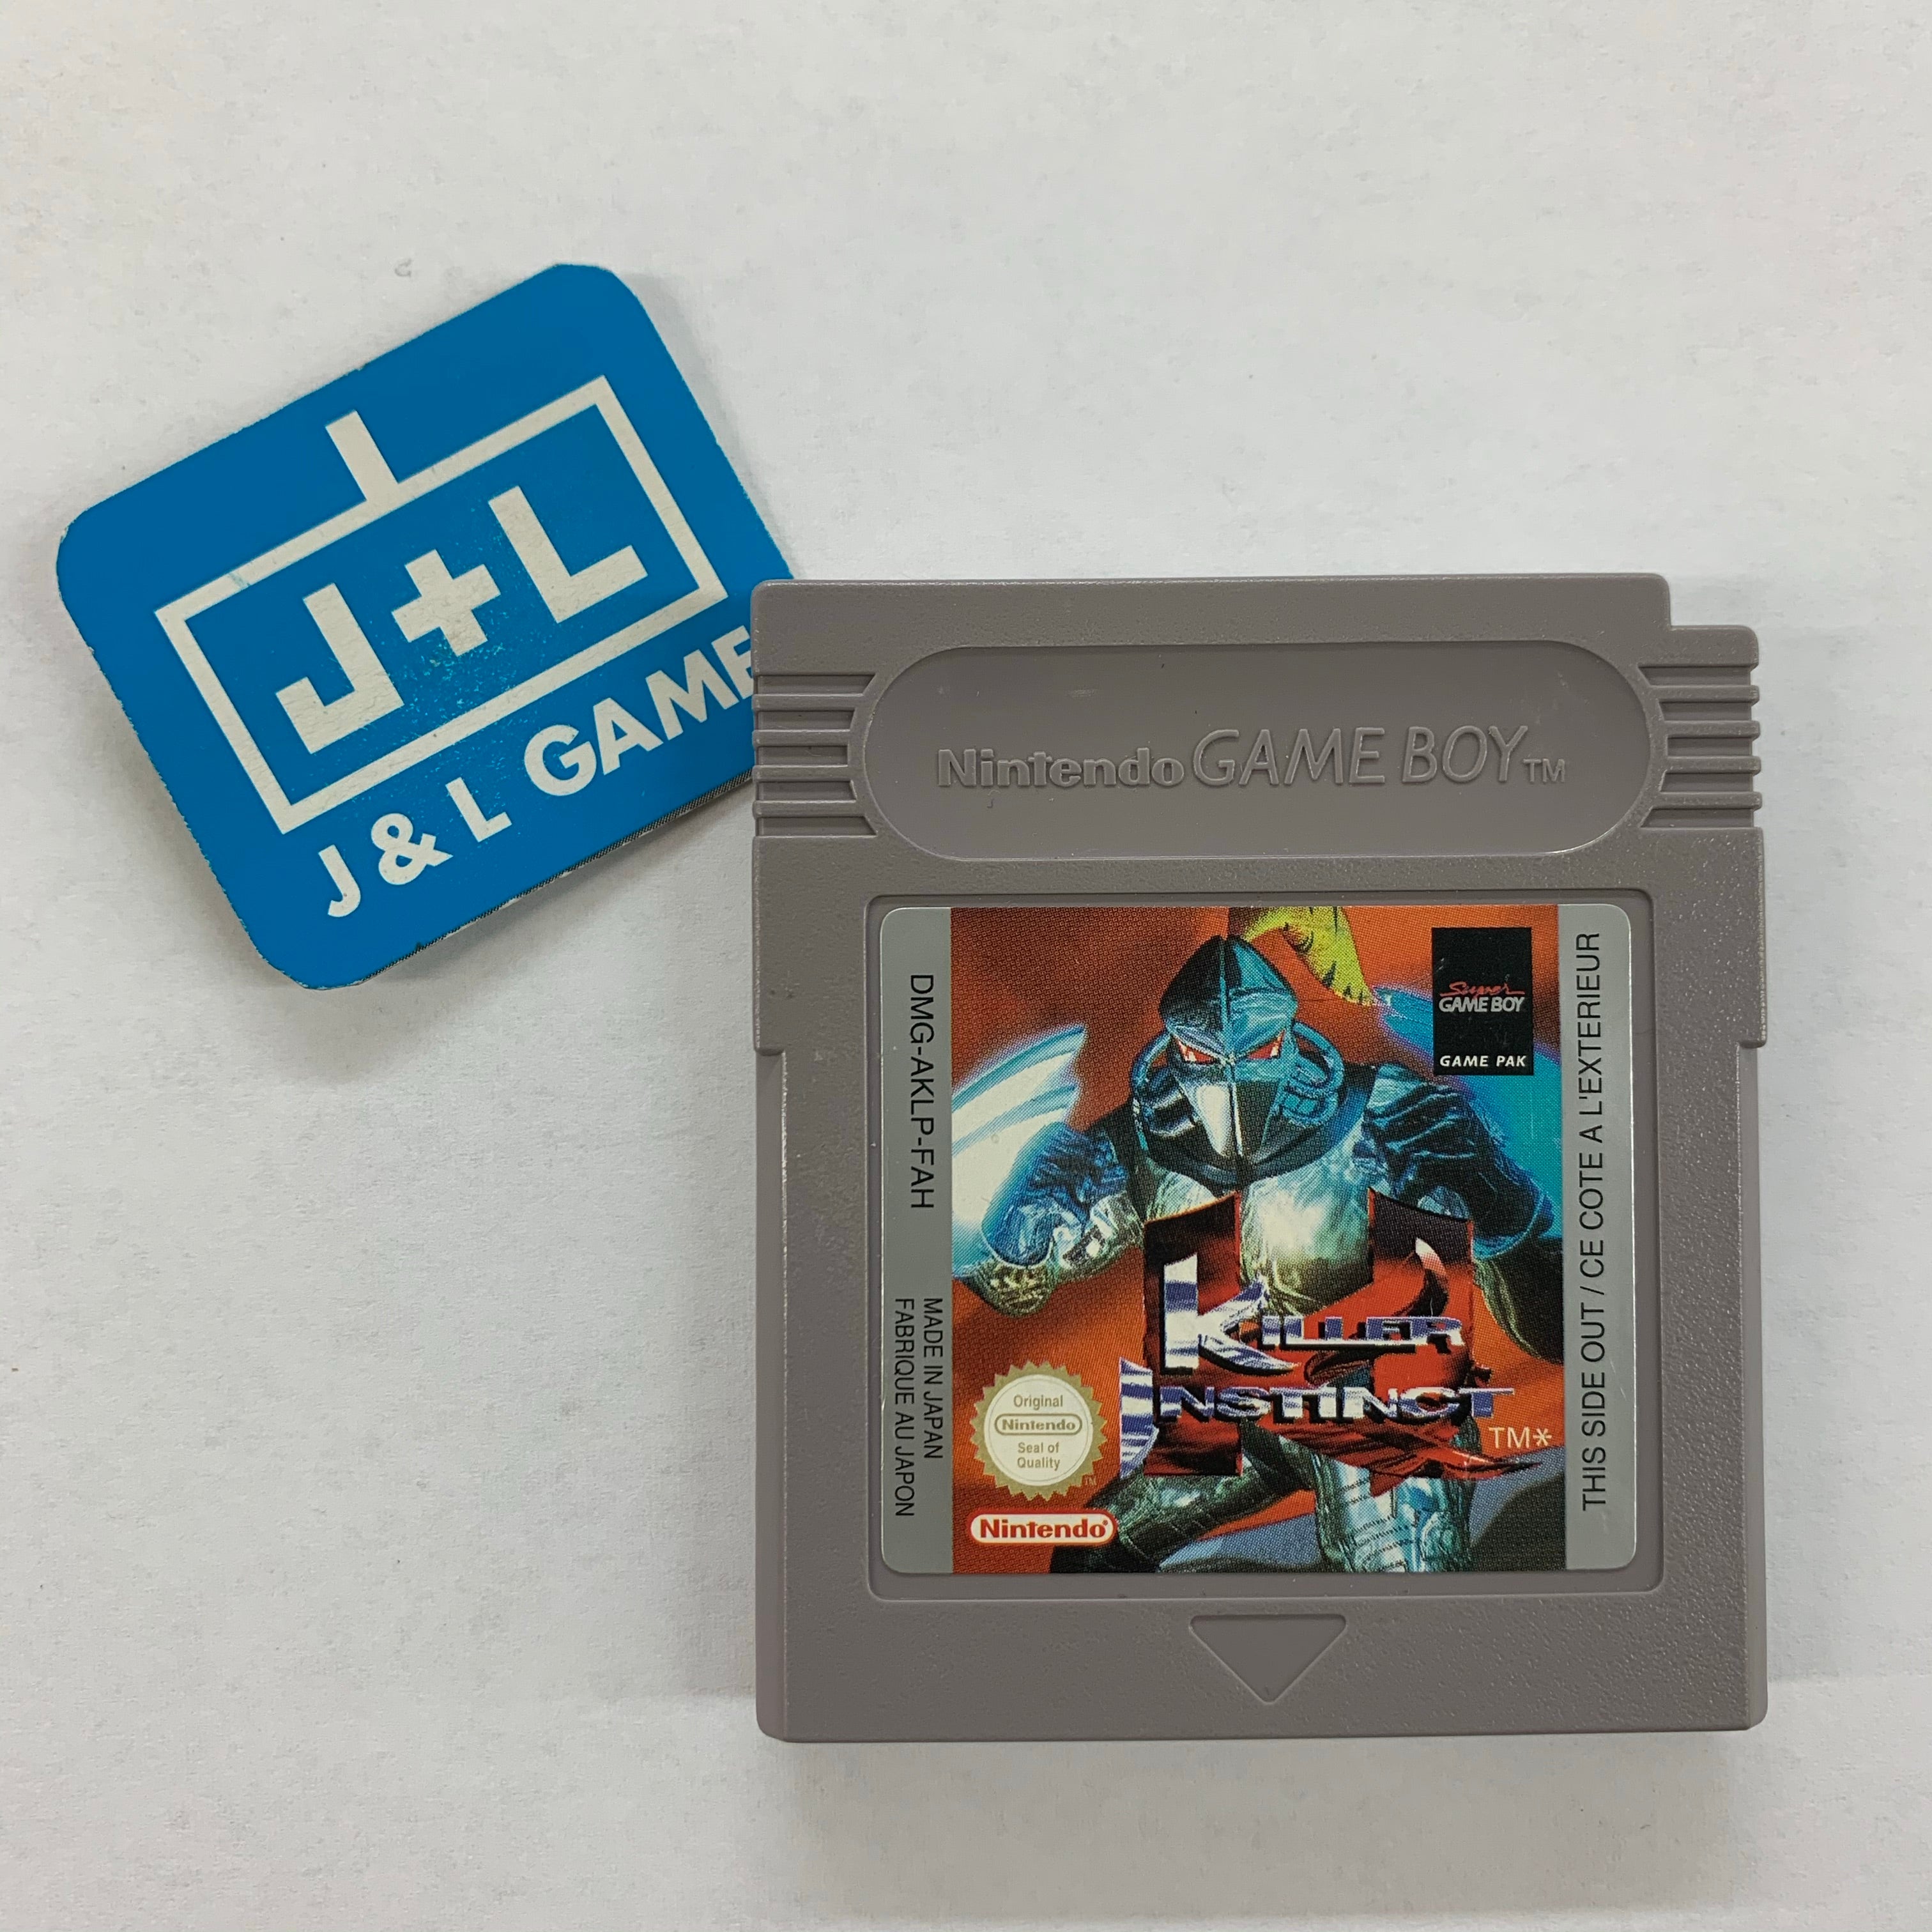 J+L
J & L GAME
Nintendo GAME BOY TM
DMG-AKLP-FAH
MADE IN JAPAN
FABRIQUE AU JAPON
Super
GAME BOY
GAME PAK
KILLER
INSTINCT
TM*
Original
Nintendo
Seal of
Quality
TM
Nintendo®
THIS SIDE OUT / CE COTE A L'EXTERIEUR